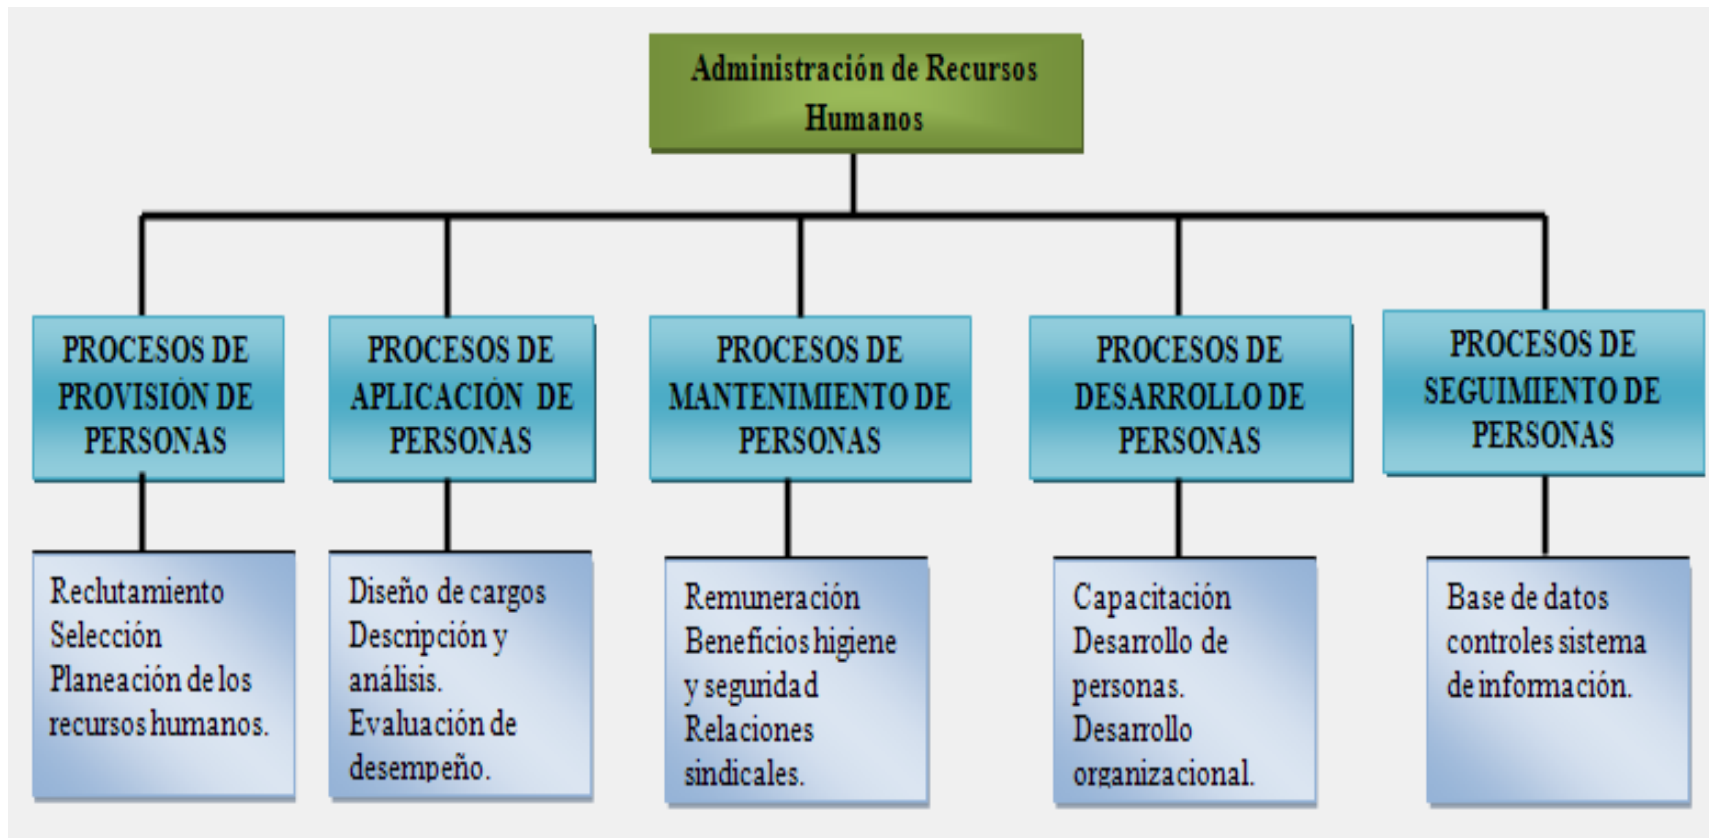 Administración de Recursos
Humanos
PROCESOS DE
PROVISIÓN DE
PERSONAS
PROCESOS DE
APLICACIÓN DE
PERSONAS
PROCESOS DE
MANTENIMIENTO DE
PERSONAS
PROCESOS DE
DESARROLLO DE
PERSONAS
PROCESOS DE
SEGUIMIENTO DE
PERSONAS
Reclutamiento
Selección
Planeación de los
recursos humanos.
Diseño de cargos
Descripción y
análisis.
Evaluación de
desempeño.
Remuneración
Beneficios higiene
y seguridad
Relaciones
sindicales.
Capacitación
Desarrollo de
personas.
Desarrollo
organizacional.
Base de datos
controles sistema
de información.